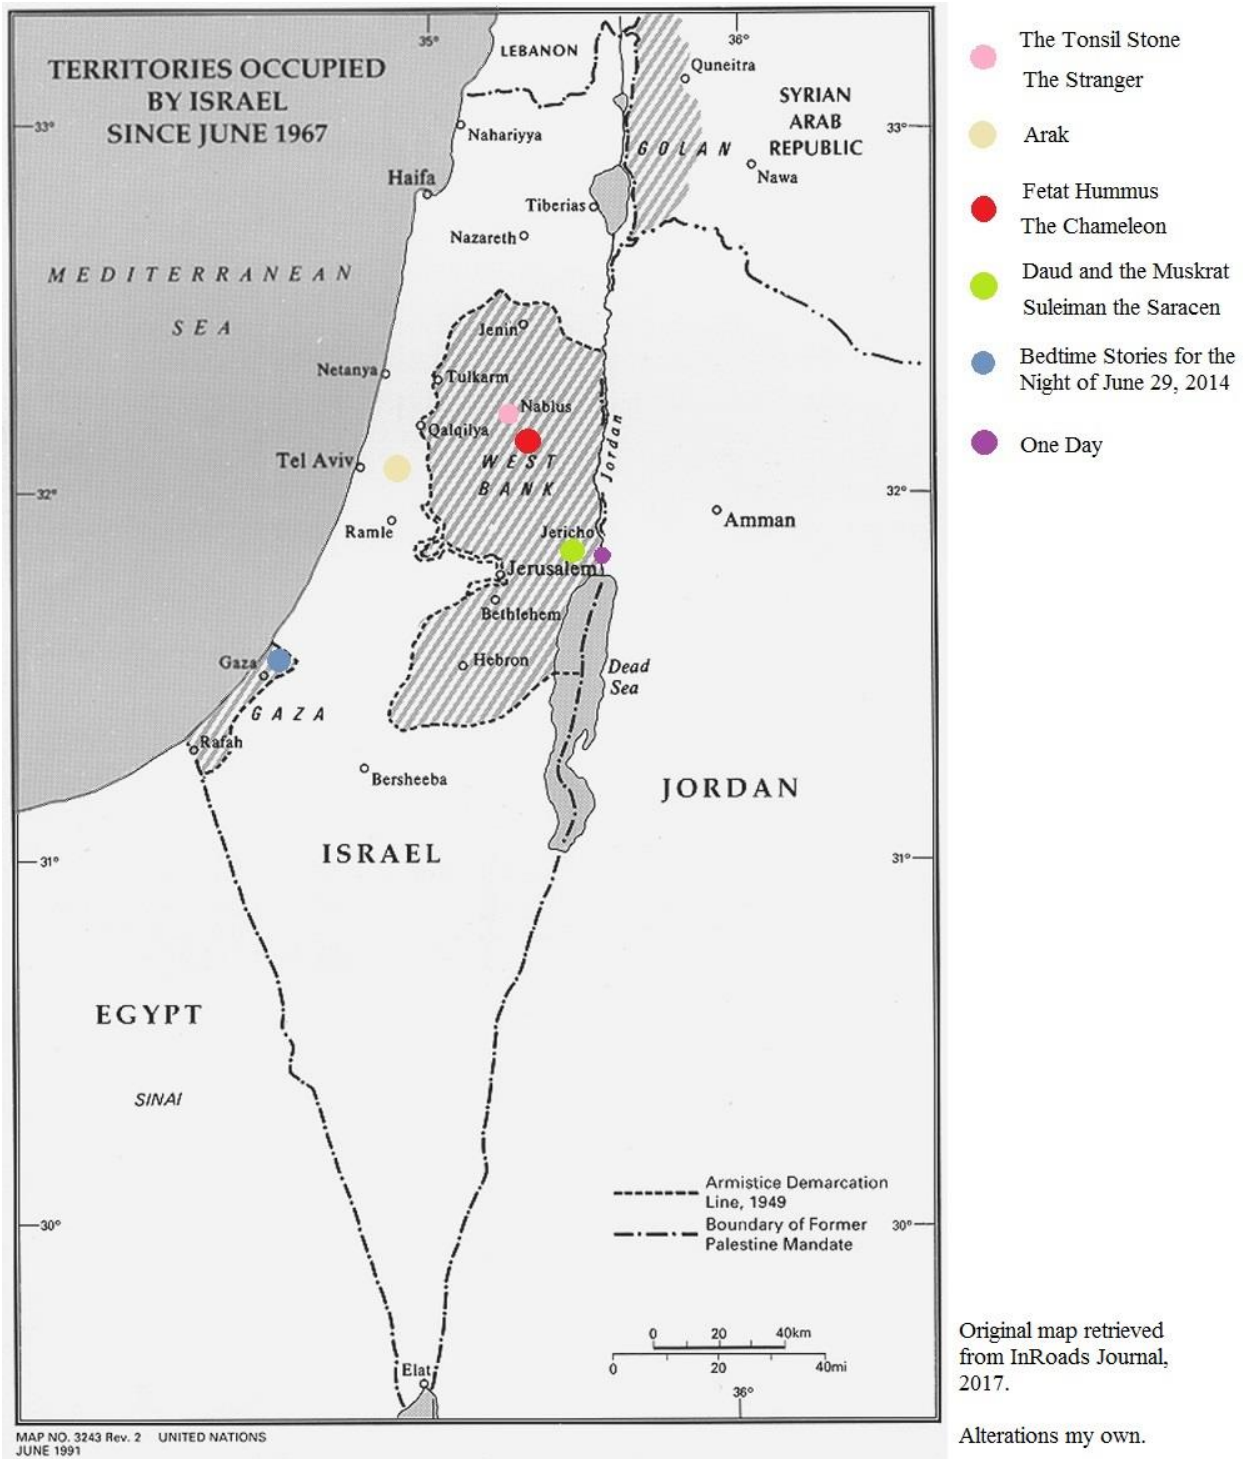 TERRITORIES OCCUPIED
BY ISRAEL
SINCE JUNE 1967
35°
36°
LEBANON
Quneitra
SYRIAN
ARAB
REPUBLIC
33°
33°
Nahariyya
GOLAN
Nawa
Haifa
Tiberias
Nazareth
MEDITERRANEAN
SEA
Jenin
Netanya
Tulkarm
Nablus
Qalqilya
Jordan
Tel Aviv
WEST
BANK
32°
32°
Ramle
Jericho
Amman
Jerusalem
Bethlehem
Gaza
Hebron
Dead
Sea
GAZA
Rafah
Bersheeba
JORDAN
ISRAEL
31°
31°
EGYPT
SINAI
Armistice Demarcation
Line, 1949
30°
30°
Boundary of Former
Palestine Mandate
0 20 40km
0 20 40mi
Elat
36°
MAP NO. 3243 Rev. 2 UNITED NATIONS
JUNE 1991
The Tonsil Stone
The Stranger
Arak
Fetat Hummus
The Chameleon
Daud and the Muskrat
Suleiman the Saracen
Bedtime Stories for the
Night of June 29, 2014
One Day
Original map retrieved
from InRoads Journal,
2017.
Alterations my own.